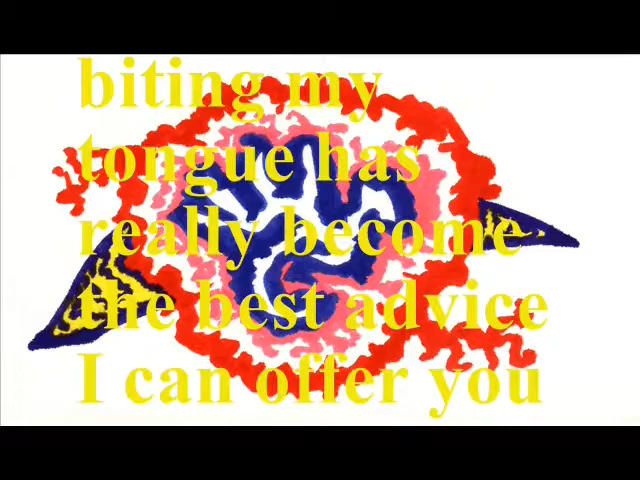 biting my
tongue has
really become
the best advice
I can offer you